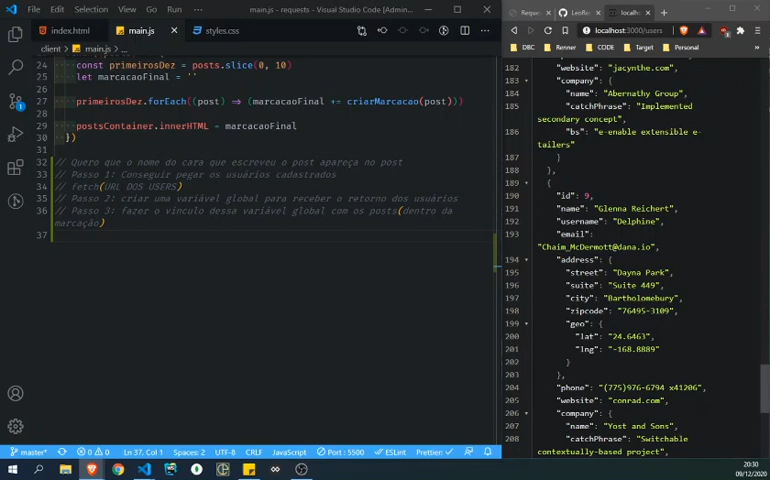 File Edit Selection View Go Run ··· main.js - requests - Visual Studio Code [Admin...
index.html main.js styles.css
client > main.js > ...
24 const primeirosDez = posts.slice(0, 10)
25 let marcacaoFinal = ''
27 primeirosDez.forEach((post) => (marcacaoFinal += criarMarcacao(post)))
29 postsContainer.innerHTML = marcacaoFinal
30 })
32 // Quero que o nome do cara que escreveu o post apareça no post
33 // Passo 1: Conseguir pegar os usuários cadastrados
34 // fetch(URL DOS USERS)
35 // Passo 2: criar uma variável global para receber o retorno dos usuários
36 // Passo 3: fazer o vínculo dessa variável global com os posts(dentro da
marcação)
37
master* 0 0 Ln 37, Col 1 Spaces: 2 UTF-8 CRLF JavaScript Port : 5500 ESLint Prettier: ✓
Reque LeoRe localh
localhost:3000/users
DBC Renner CODE Target Personal »
182 "website": "jacynthe.com",
183 "company": {
184 "name": "Abernathy Group",
185 "catchPhrase": "Implemented
secondary concept",
186 "bs": "e-enable extensible e-
tailers"
187 }
188 },
189 {
190 "id": 9,
191 "name": "Glenna Reichert",
192 "username": "Delphine",
193 "email":
"Chaim_McDermott@dana.io",
194 "address": {
195 "street": "Dayna Park",
196 "suite": "Suite 449",
197 "city": "Bartholomebury",
198 "zipcode": "76495-3109",
199 "geo": {
200 "lat": "24.6463",
201 "lng": "-168.8889"
202 }
203 },
204 "phone": "(775)976-6794 x41206",
205 "website": "conrad.com",
206 "company": {
207 "name": "Yost and Sons",
208 "catchPhrase": "Switchable
contextually-based project",
20:30
09/12/2020